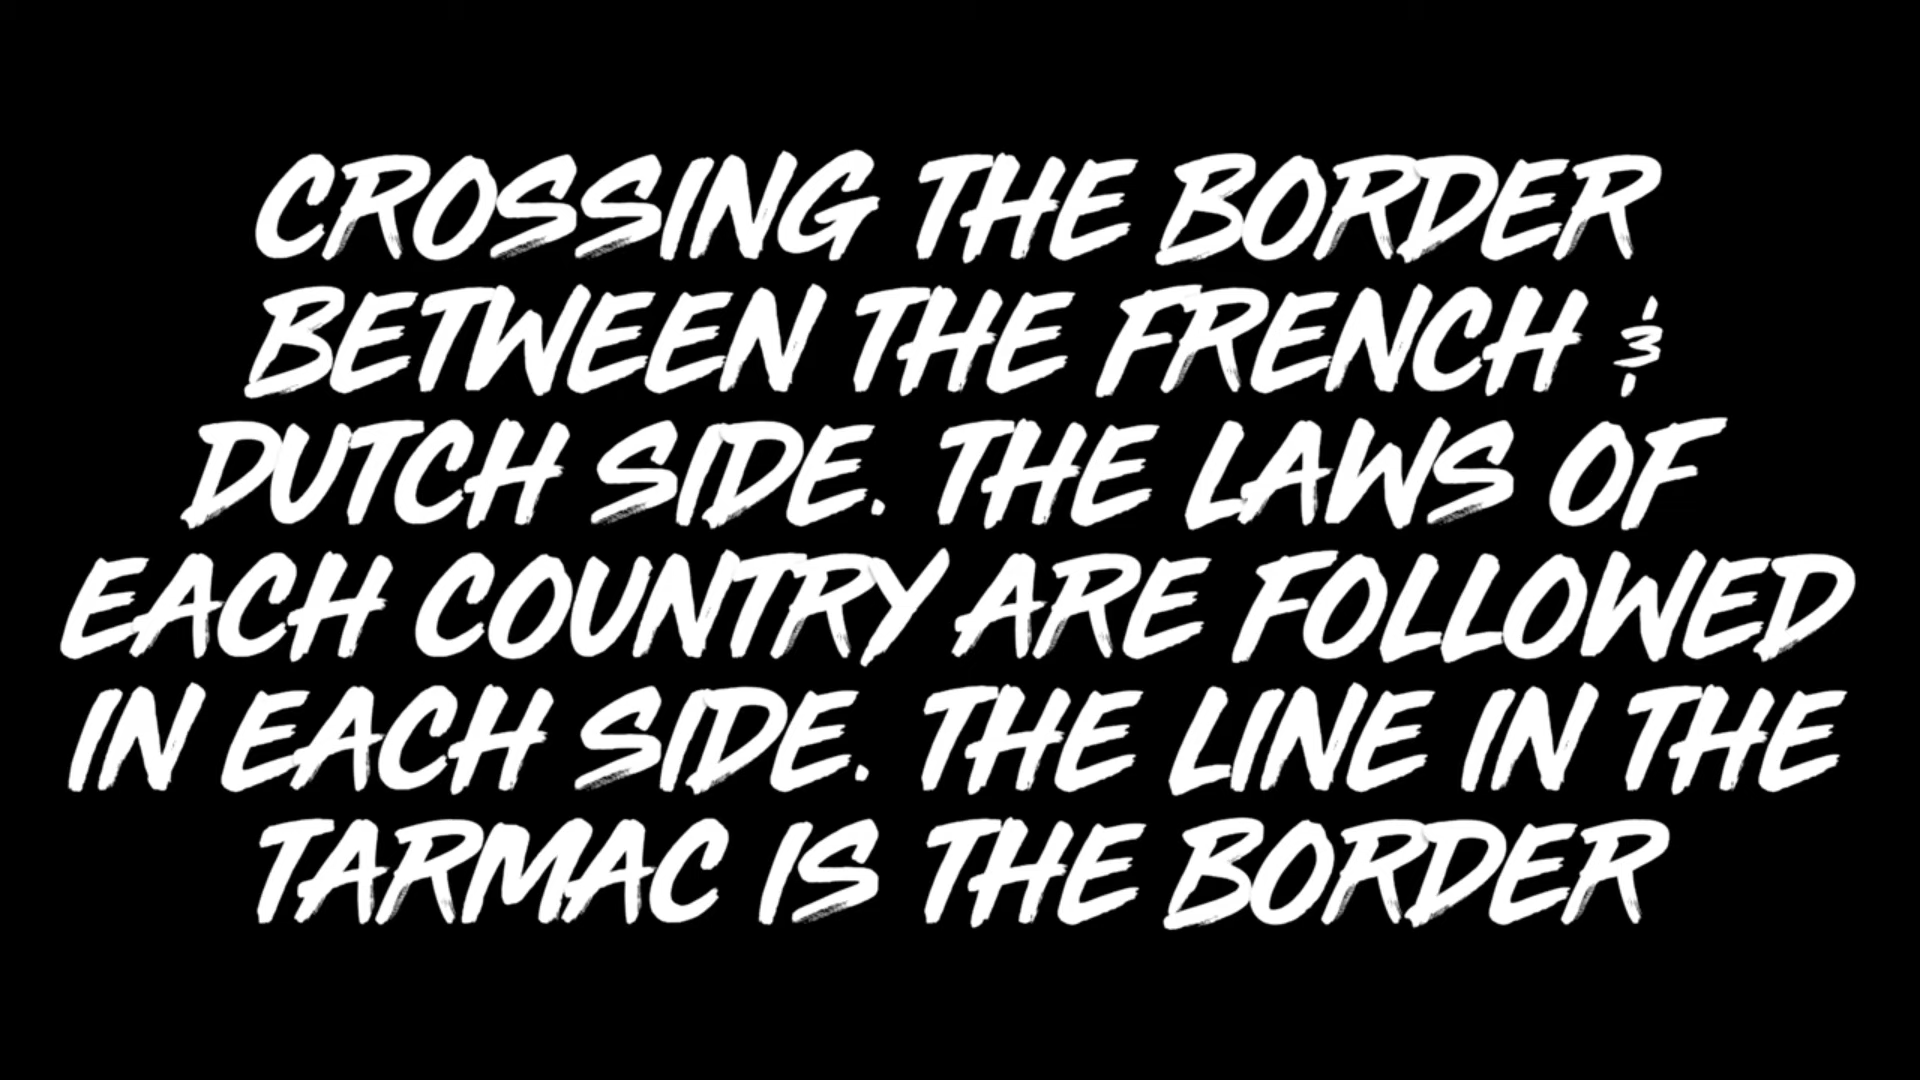 CROSSING THE BORDER
BETWEEN THE FRENCH &
DUTCH SIDE. THE LAWS OF
EACH COUNTRY ARE FOLLOWED
IN EACH SIDE. THE LINE IN THE
TARMAC IS THE BORDER